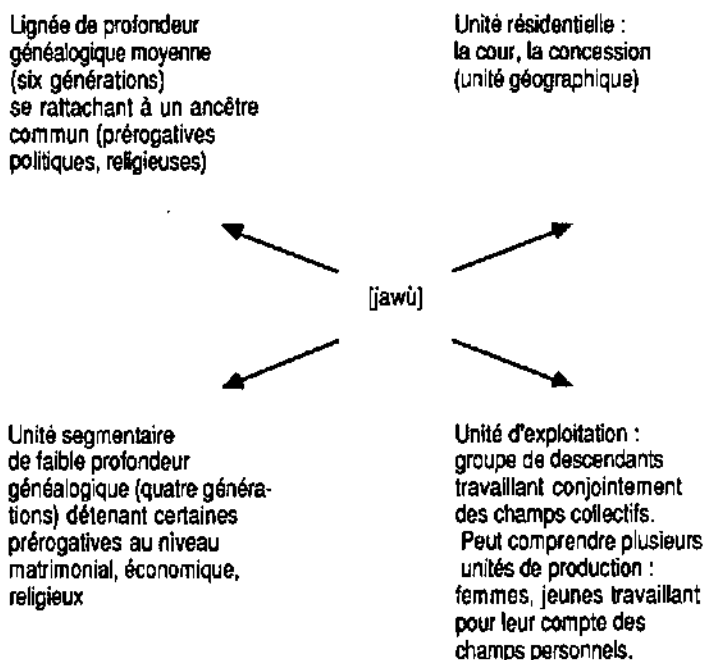 Lignée de profondeur
généalogique moyenne
(six générations)
se rattachant à un ancêtre
commun (prérogatives
politiques, religieuses)
Unité résidentielle :
la cour, la concession
(unité géographique)
[jawù]
Unité segmentaire
de faible profondeur
généalogique (quatre généra-
tions) détenant certaines
prérogatives au niveau
matrimonial, économique,
religieux
Unité d'exploitation :
groupe de descendants
travaillant conjointement
des champs collectifs.
Peut comprendre plusieurs
unités de production :
femmes, jeunes travaillant
pour leur compte des
champs personnels.